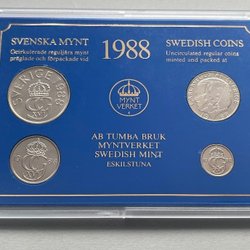 SVENSKA MYNT
Ocirkulerade reguljära mynt
präglade och förpackade vid
1988
SWEDISH COINS
Uncirculated regular coins
minted and packed at
SVERIGE 1988
MYNT
VERKET
AB TUMBA BRUK
MYNTVERKET
SWEDISH MINT
ESKILSTUNA